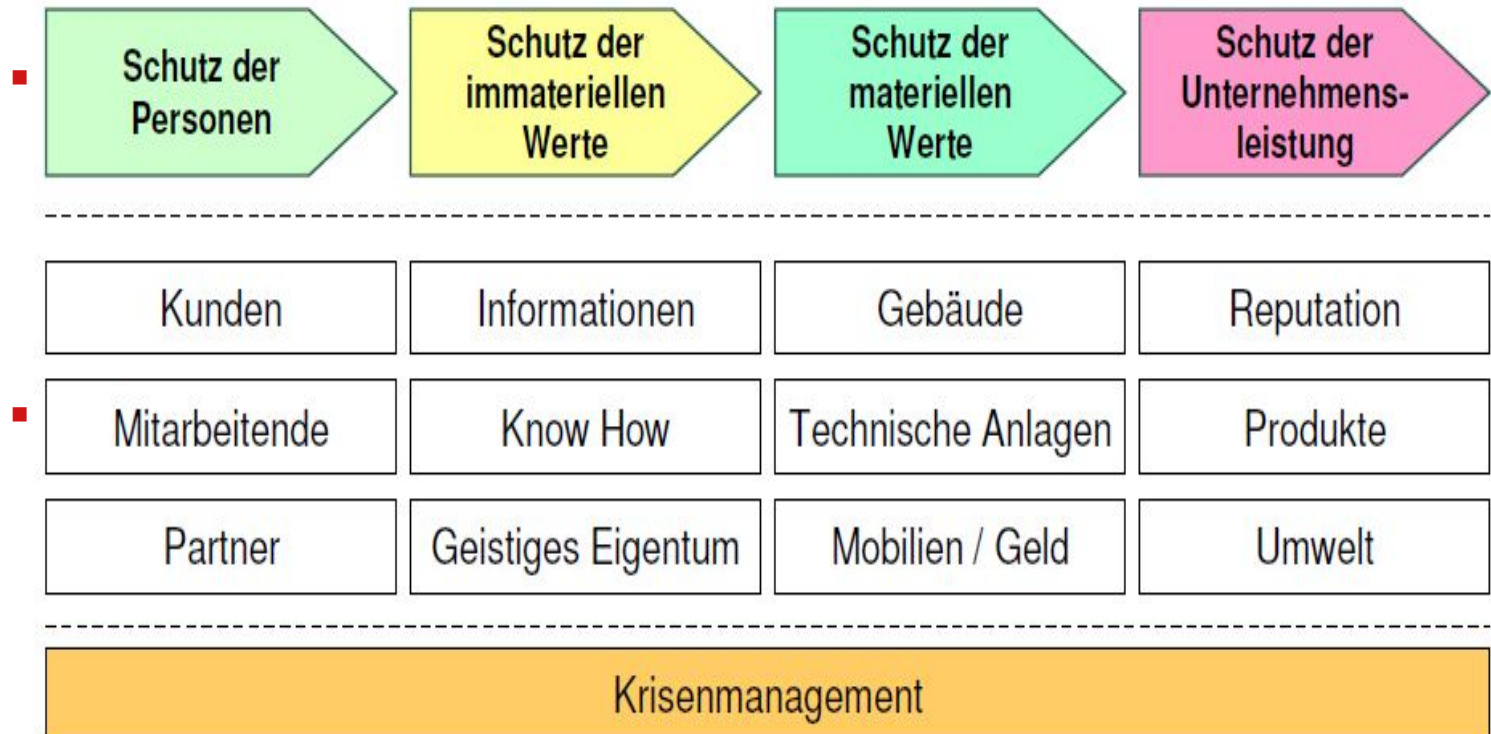 Schutz der
Personen
Schutz der
immateriellen
Werte
Schutz der
materiellen
Werte
Schutz der
Unternehmens-
leistung
Kunden
Informationen
Gebäude
Reputation
Mitarbeitende
Know How
Technische Anlagen
Produkte
Partner
Geistiges Eigentum
Mobilien / Geld
Umwelt
Krisenmanagement